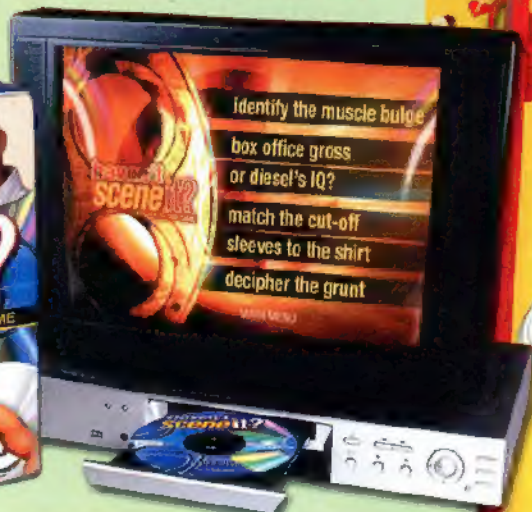 identify the muscle bulge
box office gross
or diesel's IQ?
match the cut-off
sleeves to the shirt
decipher the grunt
scene it?
MAIN MENU
scene it?
ME